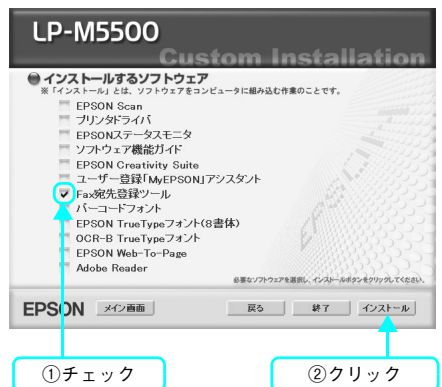 LP-M5500
Custom Installation
インストールするソフトウェア
※「インストール」とは、ソフトウェアをコンピュータに組み込む作業のことです。
EPSON Scan
プリンタドライバ
EPSONステータスモニタ
ソフトウェア機能ガイド
EPSON Creativity Suite
ユーザー登録「MyEPSON」アシスタント
Fax宛先登録ツール
バーコードフォント
EPSON TrueTypeフォント(8書体)
OCR-B TrueTypeフォント
EPSON Web-To-Page
Adobe Reader
必要なソフトウェアを選択し、インストールボタンをクリックしてください。
EPSON メイン画面 戻る 終了 インストール
①チェック ②クリック